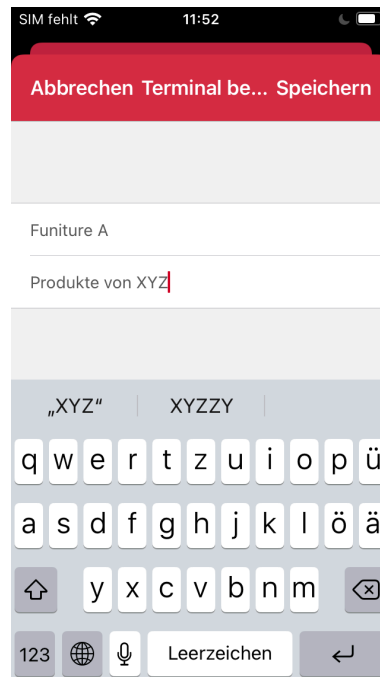 SIM fehlt 11:52
Abbrechen Terminal be... Speichern
Funiture A
Produkte von XYZ
„XYZ“ XYZZY
q w e r t z u i o p ü
a s d f g h j k l ö ä
y x c v b n m
123 Leerzeichen